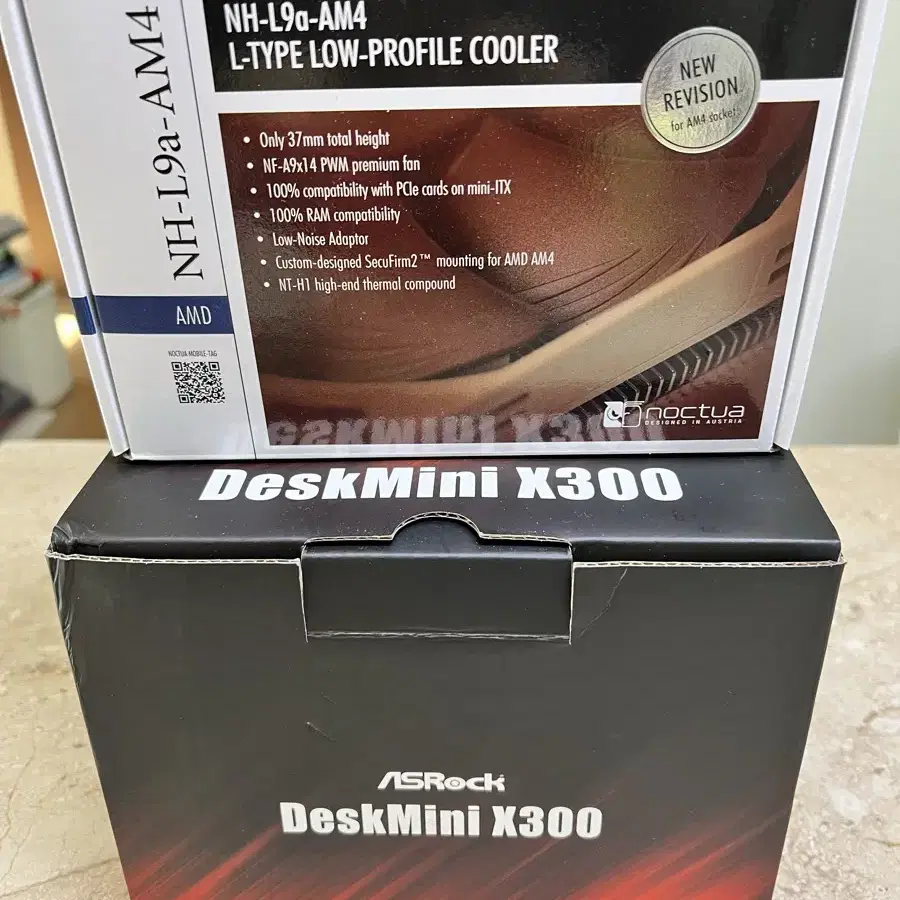 NH-L9a-AM4
L-TYPE LOW-PROFILE COOLER
NEW
REVISION
for AM4 socket
Only 37mm total height
NF-A9x14 PWM premium fan
100% compatibility with PCIe cards on mini-ITX
100% RAM compatibility
Low-Noise Adaptor
Custom-designed SecuFirm2™ mounting for AMD AM4
NT-H1 high-end thermal compound
NH-L9a-AM4
AMD
NOCTUA MOBILE-TAG
noctua
DESIGNED IN AUSTRIA
DeskMini X300
ASRock
DeskMini X300